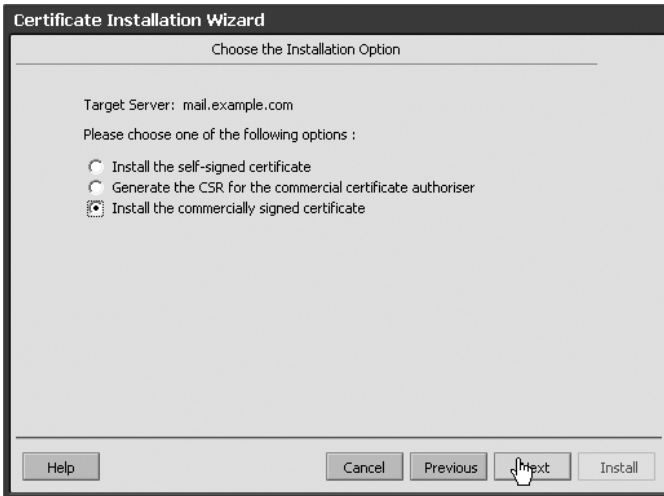 Certificate Installation Wizard
Choose the Installation Option
Target Server: mail.example.com
Please choose one of the following options :
Install the self-signed certificate
Generate the CSR for the commercial certificate authoriser
Install the commercially signed certificate
Help Cancel Previous Next Install